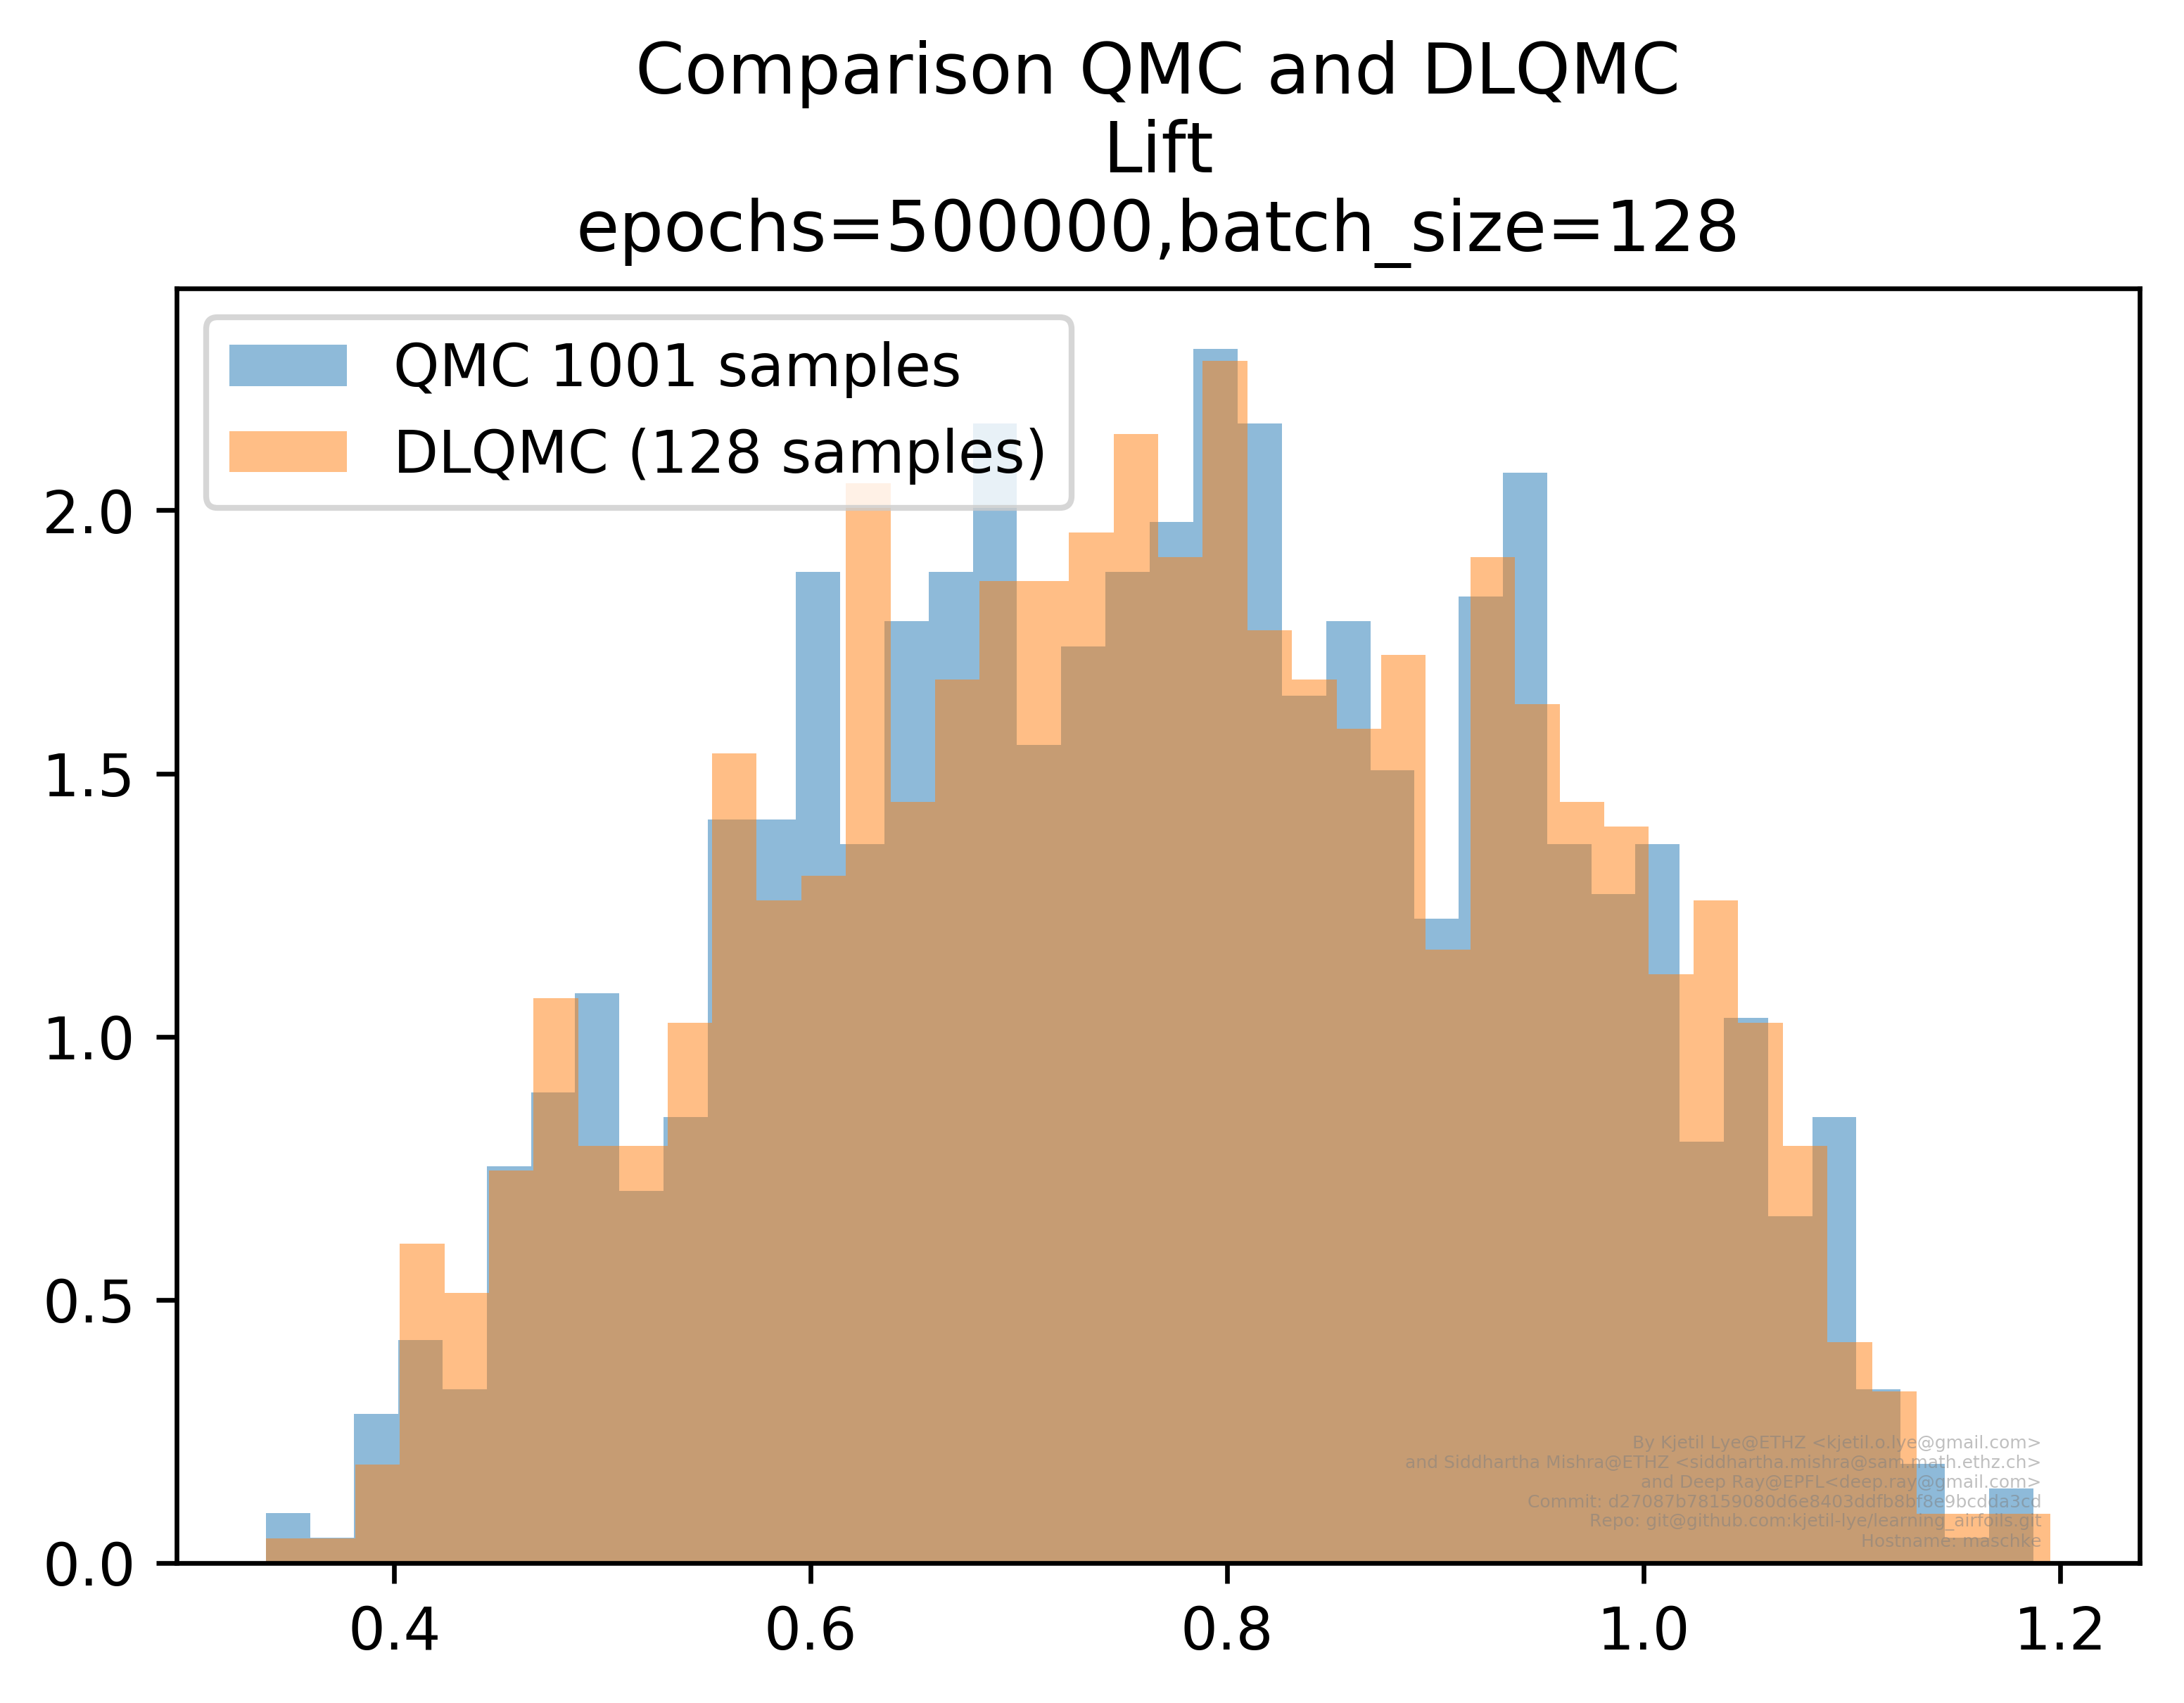 Comparison QMC and DLQMC
Lift
epochs=500000,batch_size=128
QMC 1001 samples
DLQMC (128 samples)
2.0
1.5
1.0
0.5
0.0
By Kjetil Lye@ETHZ <kjetil.o.lye@gmail.com>
and Siddhartha Mishra@ETHZ <siddhartha.mishra@sam.math.ethz.ch>
and Deep Ray@EPFL<deep.ray@gmail.com>
Commit: d27087b78159080d6e8403ddfb8bf8e9bcdda3cd
Repo: git@github.com:kjetil-lye/learning_airfoils.git
Hostname: maschke
0.4 0.6 0.8 1.0 1.2